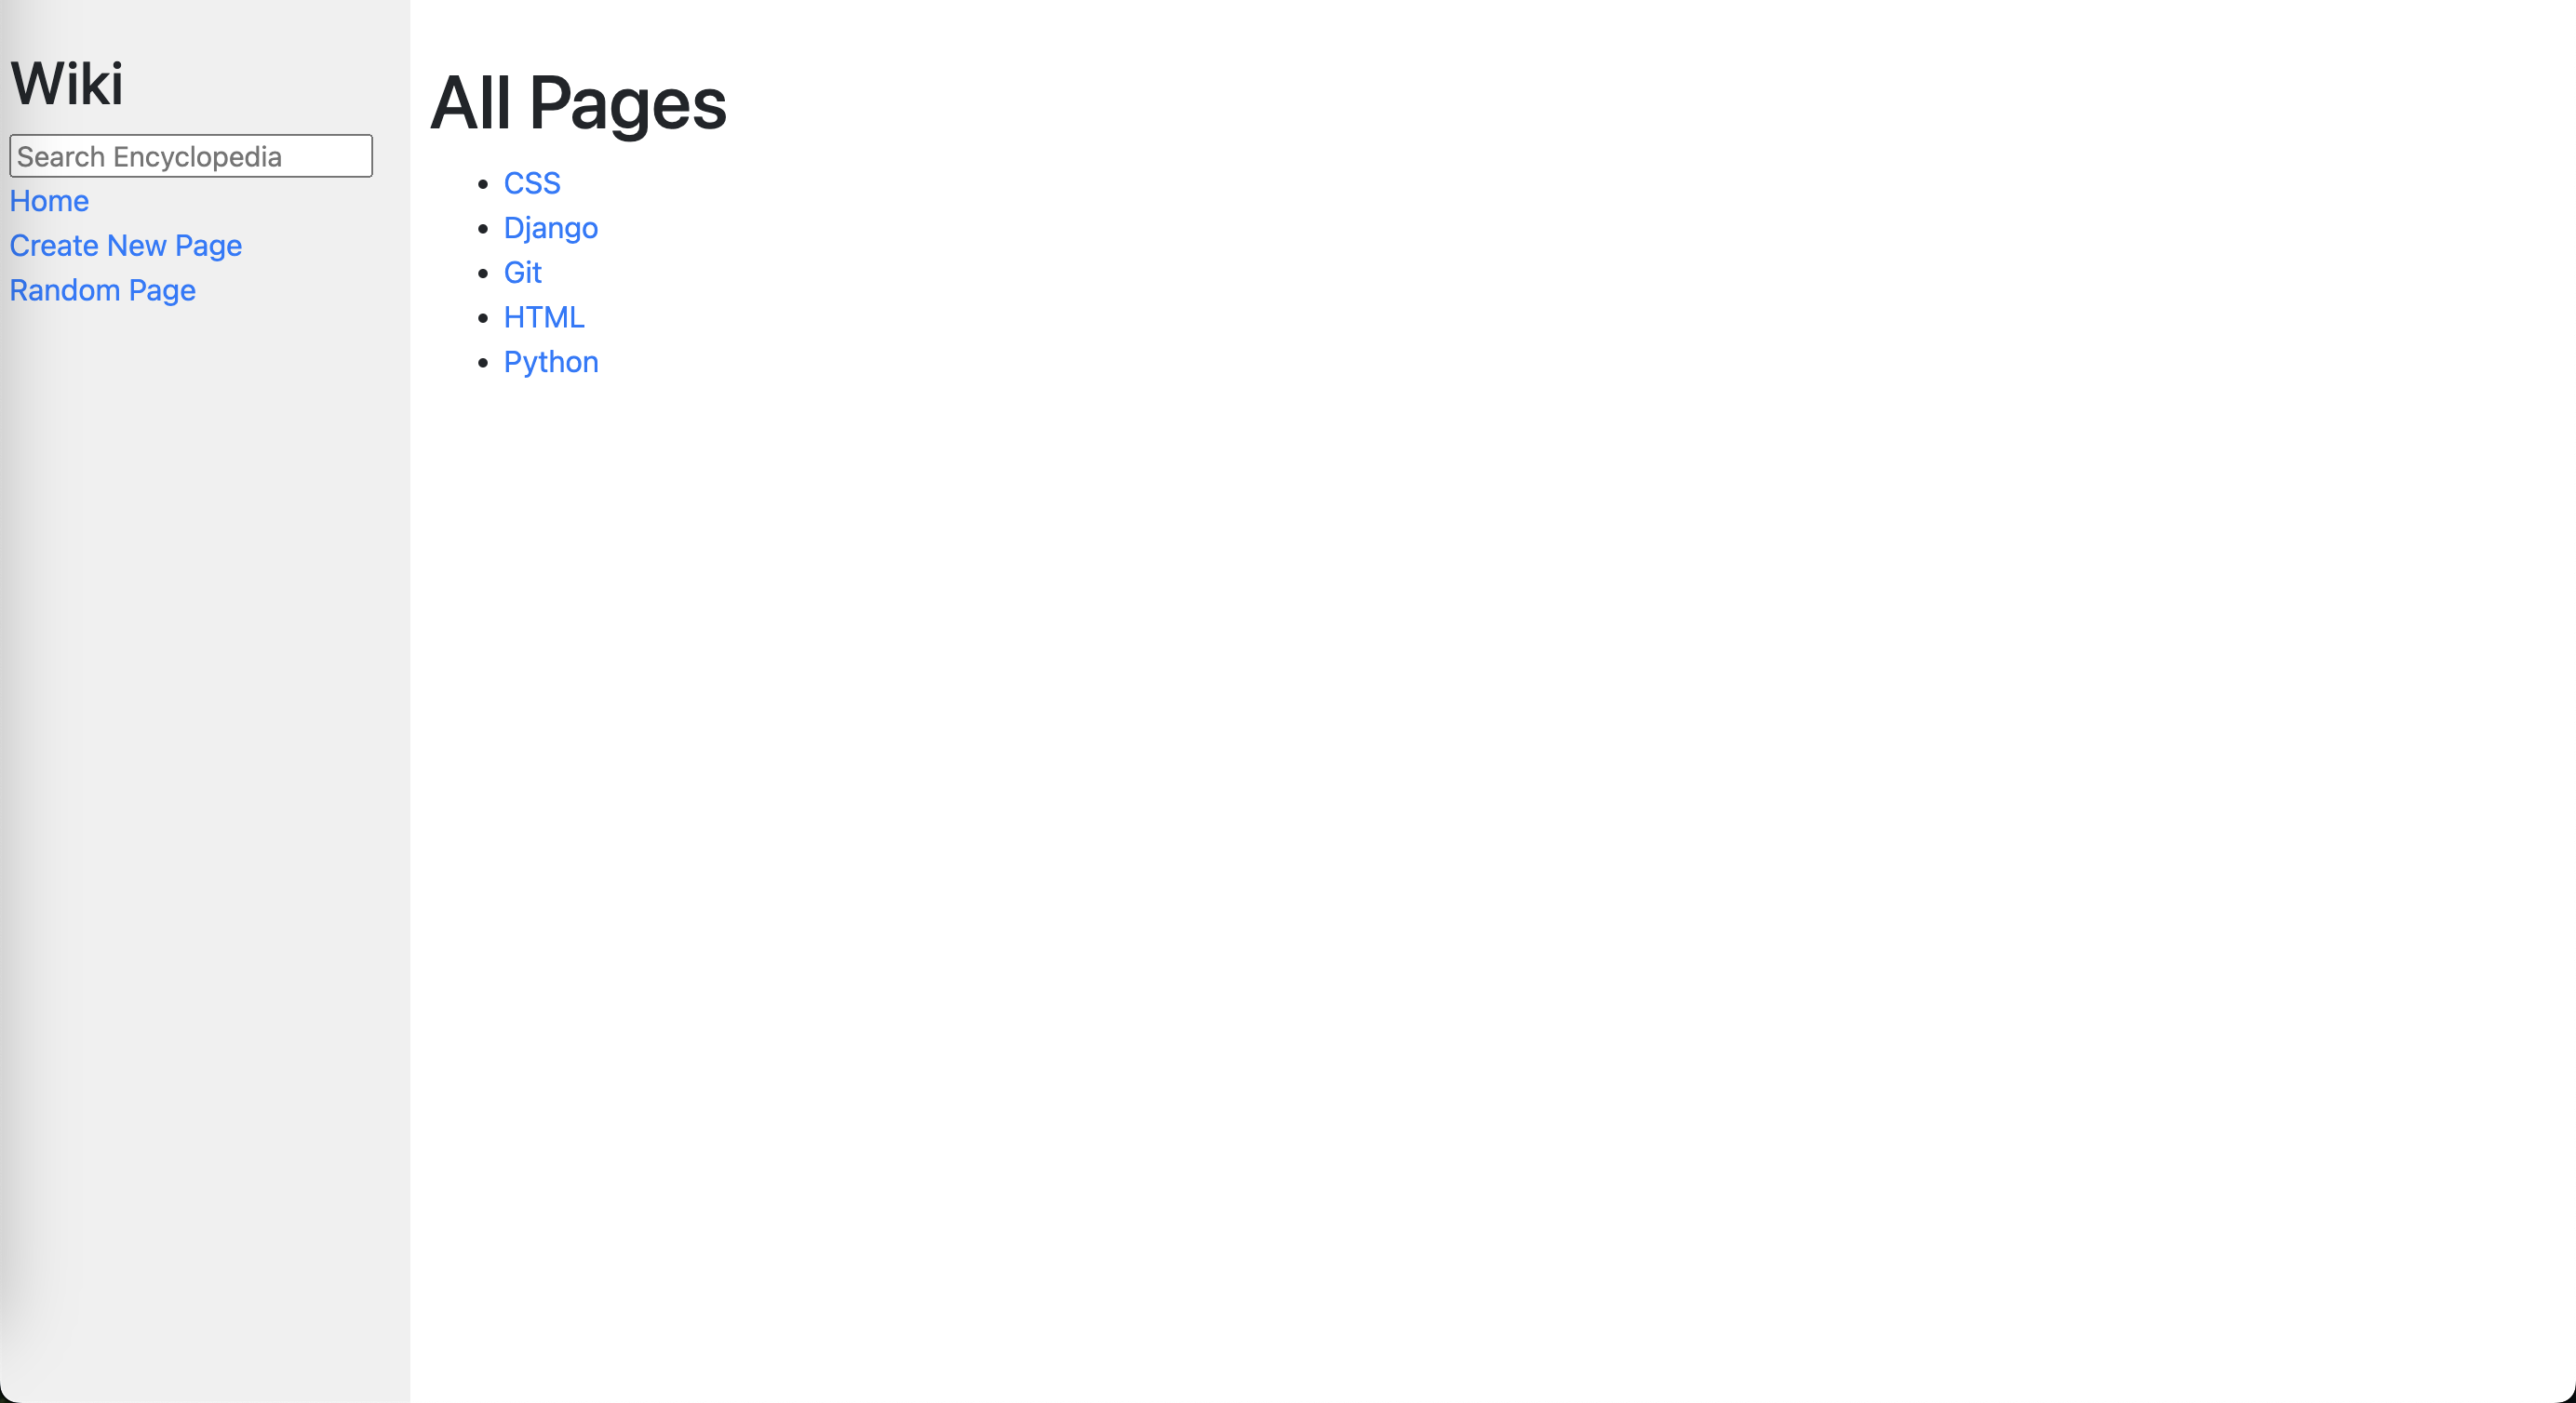 Wiki
Search Encyclopedia
Home
Create New Page
Random Page
All Pages
CSS
Django
Git
HTML
Python